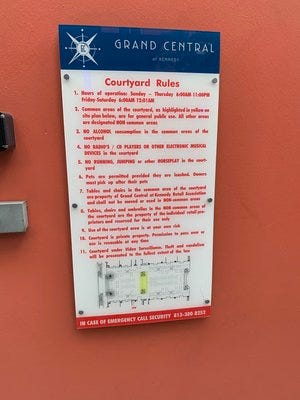 GRAND CENTRAL
at KENNEDY
Courtyard Rules
1. Hours of operation: Sunday - Thursday 6:00AM-11:00PM
Friday-Saturday 6:00AM-12:01AM
2. Common areas of the courtyard, as highlighted in yellow on
site plan below, are for general public use. All other areas
are designated NON common areas
3. NO ALCOHOL consumption in the common areas of the
courtyard
4. NO RADIO'S / CD PLAYERS OR OTHER ELECTRONIC MUSICAL
DEVICES in the courtyard
5. NO RUNNING, JUMPING or other HORSEPLAY in the court-
yard
6. Pets are permitted provided they are leashed. Owners
must pick up after their pets
7. Tables and chairs in the common area of the courtyard
are property of Grand Central at Kennedy Retail Association
and shall not be moved or used in NON-common areas
8. Tables, chairs and umbrellas in the NON-common areas of
the courtyard are the property of the individual retail pro-
prietors and reserved for their use only
9. Use of the courtyard area is at your own risk
10. Courtyard is private property. Permission to pass over or
use is revocable at any time
11. Courtyard under Video Surveillance. Theft and vandalism
will be prosecuted to the fullest extent of the law
IN CASE OF EMERGENCY CALL SECURITY 813-300-8252